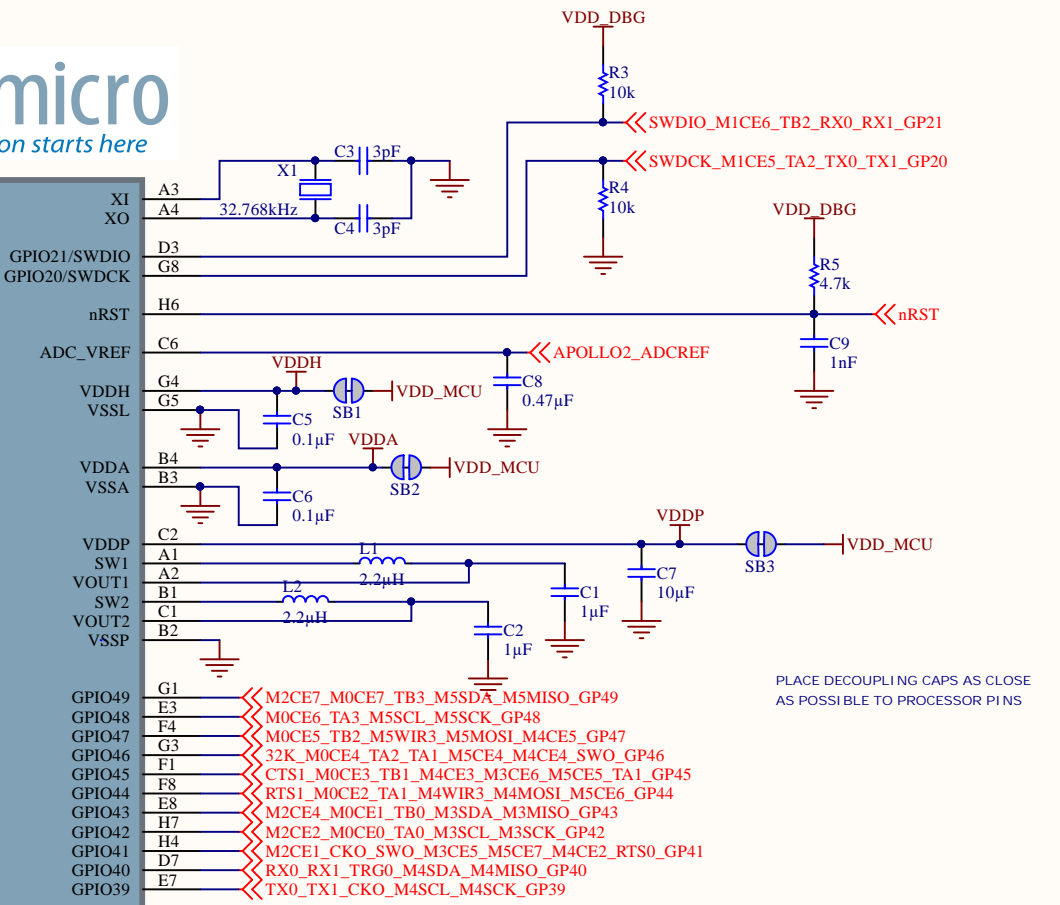 VDD_DBG
R3
10k
SWDIO_M1CE6_TB2_RX0_RX1_GP21
SWDCK_M1CE5_TA2_TX0_TX1_GP20
R4
10k
micro
on starts here
C3 3pF
X1
32.768kHz
C4 3pF
XI A3
XO A4
GPIO21/SWDIO D3
GPIO20/SWDCK G8
VDD_DBG
R5
4.7k
nRST H6
nRST
C9
1nF
ADC_VREF C6
APOLLO2_ADCREF
C8
0.47µF
VDDH
VDDH G4
VSSL G5
SB1
VDD_MCU
C5
0.1µF
VDDA
VDDA B4
VSSA B3
SB2
VDD_MCU
C6
0.1µF
VDDP
VDDP C2
SW1 A1
VOUT1 A2
SW2 B1
VOUT2 C1
VSSP B2
L1
2.2µH
L2
2.2µH
C1
1µF
C2
1µF
C7
10µF
SB3
VDD_MCU
PLACE DECOUPLING CAPS AS CLOSE
AS POSSIBLE TO PROCESSOR PINS
GPIO49 G1 M2CE7_M0CE7_TB3_M5SDA_M5MISO_GP49
GPIO48 E3 M0CE6_TA3_M5SCL_M5SCK_GP48
GPIO47 F4 M0CE5_TB2_M5WIR3_M5MOSI_M4CE5_GP47
GPIO46 G3 32K_M0CE4_TA2_TA1_M5CE4_M4CE4_SWO_GP46
GPIO45 F1 CTS1_M0CE3_TB1_M4CE3_M3CE6_M5CE5_TA1_GP45
GPIO44 F8 RTS1_M0CE2_TA1_M4WIR3_M4MOSI_M5CE6_GP44
GPIO43 E8 M2CE4_M0CE1_TB0_M3SDA_M3MISO_GP43
GPIO42 H7 M2CE2_M0CE0_TA0_M3SCL_M3SCK_GP42
GPIO41 H4 M2CE1_CKO_SWO_M3CE5_M5CE7_M4CE2_RTS0_GP41
GPIO40 D7 RX0_RX1_TRG0_M4SDA_M4MISO_GP40
GPIO39 E7 TX0_TX1_CKO_M4SCL_M4SCK_GP39